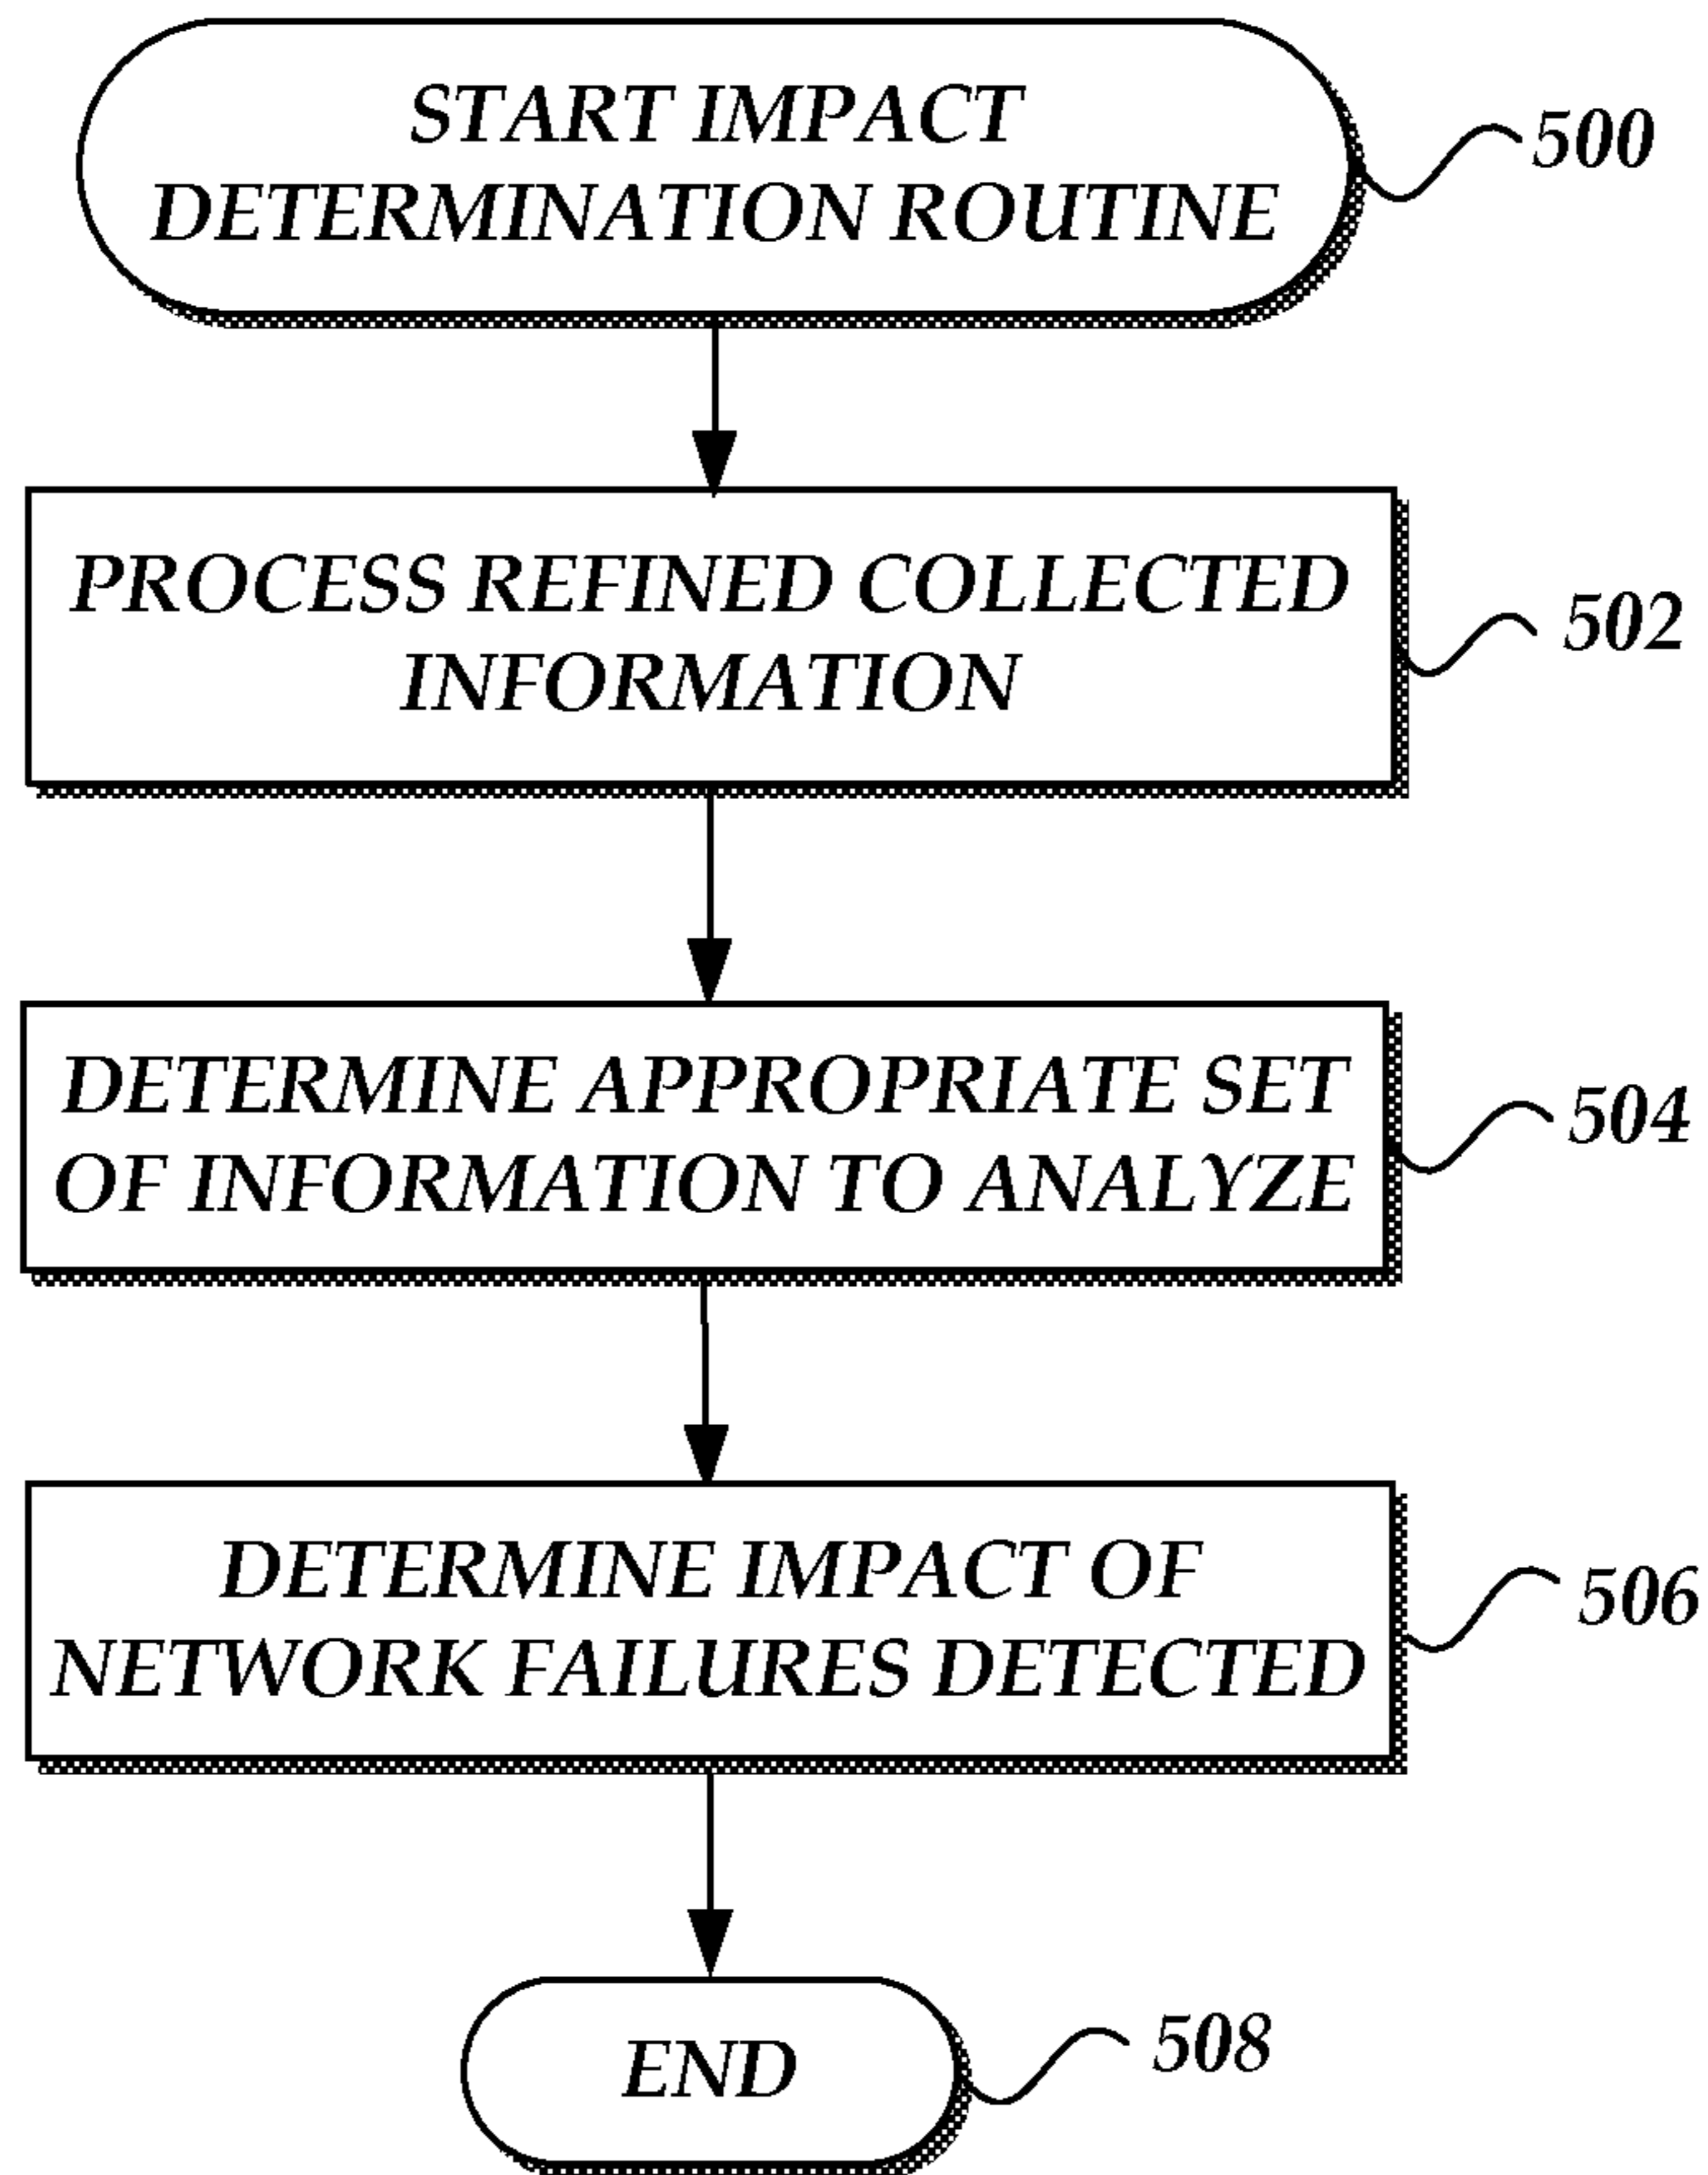 START IMPACT
DETERMINATION ROUTINE
500
PROCESS REFINED COLLECTED
INFORMATION
502
DETERMINE APPROPRIATE SET
OF INFORMATION TO ANALYZE
504
DETERMINE IMPACT OF
NETWORK FAILURES DETECTED
506
END
508